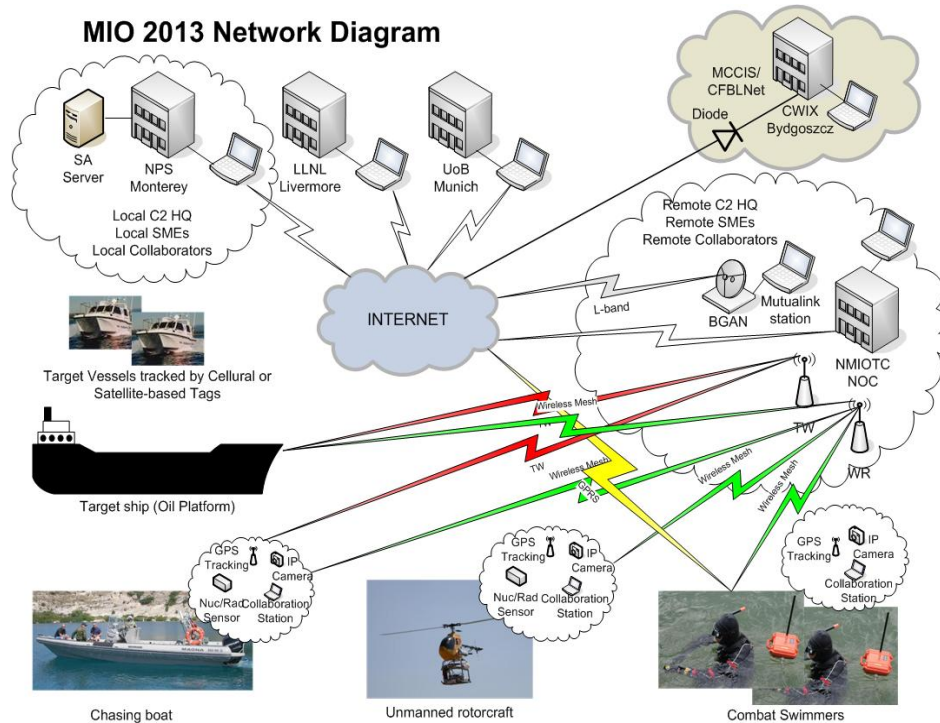 MIO 2013 Network Diagram
SA
Server
NPS
Monterey
LLNL
Livermore
UoB
Munich
MCCIS/
CFBLNet
Diode
CWIX
Bydgoszcz
Local C2 HQ
Local SMEs
Local Collaborators
Remote C2 HQ
Remote SMEs
Remote Collaborators
INTERNET
L-band
BGAN
Mutualink
station
NMIOTC
NOC
Target Vessels tracked by Cellural or
Satellite-based Tags
Wireless Mesh
TW
WR
TW
Wireless Mesh
GPRS
Wireless Mesh
Wireless Mesh
Target ship (Oil Platform)
GPS
Tracking
IP
Camera
Nuc/Rad
Sensor
Collaboration
Station
GPS
Tracking
IP
Camera
Nuc/Rad
Sensor
Collaboration
Station
GPS
Tracking
IP
Camera
Collaboration
Station
Chasing boat
Unmanned rotorcraft
Combat Swimmers